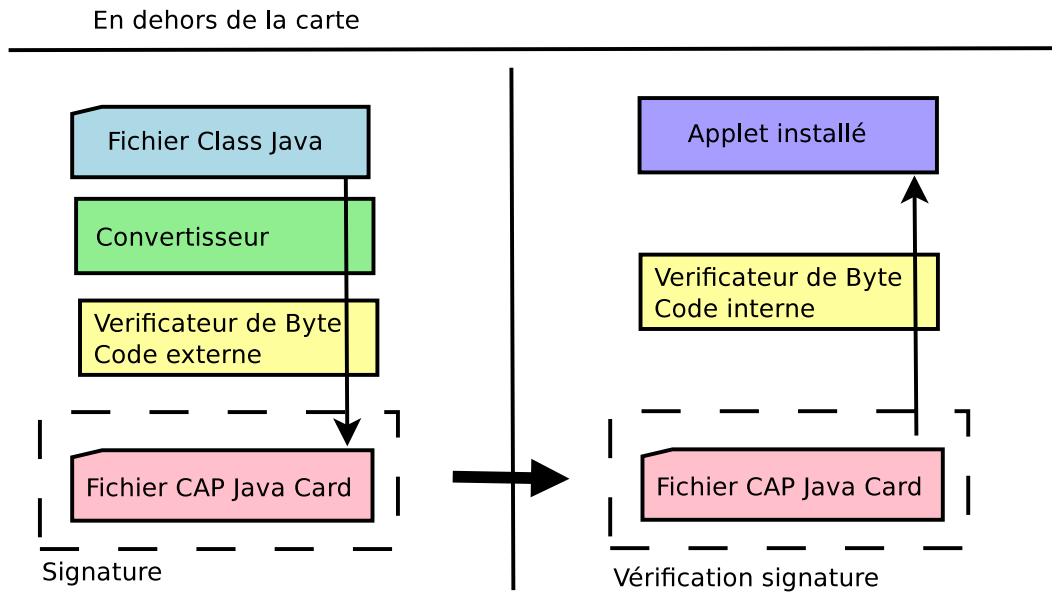 En dehors de la carte
Fichier Class Java
Convertisseur
Verificateur de Byte
Code externe
Fichier CAP Java Card
Signature
Applet installé
Verificateur de Byte
Code interne
Fichier CAP Java Card
Vérification signature